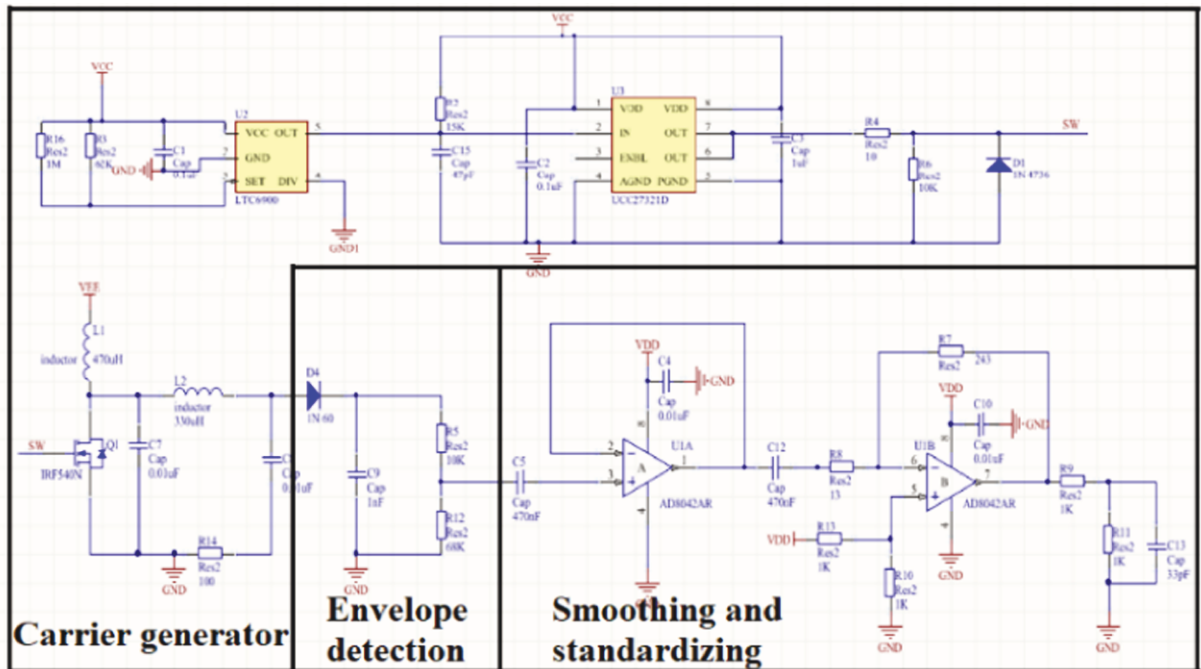 VCC
VCC
R16
Res2
1M
R3
Res2
62K
C1
Cap
0.1uF
GND
U2
VCC OUT
GND
SET DIV
5
2
3
4
LTC6900
GND1
R2
Res2
15K
C15
Cap
47pF
C2
Cap
0.1uF
U3
1 VDD VDD 8
2 IN OUT 7
3 ENBL OUT 6
4 AGND PGND 5
UCC27321D
GND
C3
Cap
1uF
R4
Res2
10
R6
Res2
10K
SW
D1
1N4736
VEE
L1
inductor 470uH
L2
inductor
330uH
SW
Q1
IRF540N
C7
Cap
0.01uF
Cap
0.01uF
R14
Res2
100
GND
Carrier generator
D4
1N60
C9
Cap
1nF
R5
Res2
10K
R12
Res2
68K
GND
Envelope
detection
C5
Cap
470nF
VDD
C4
GND
Cap
0.01uF
8
2
3
A
1
4
U1A
AD8042AR
GND
C12
Cap
470nF
R8
Res2
13
R7
Res2
243
VDD
C10
GND
Cap
0.01uF
U1B
8
6
5
B
7
4
AD8042AR
GND
VDD
R13
Res2
1K
R10
Res2
1K
GND
R9
Res2
1K
R11
Res2
1K
C13
Cap
33pF
GND
Smoothing and
standardizing